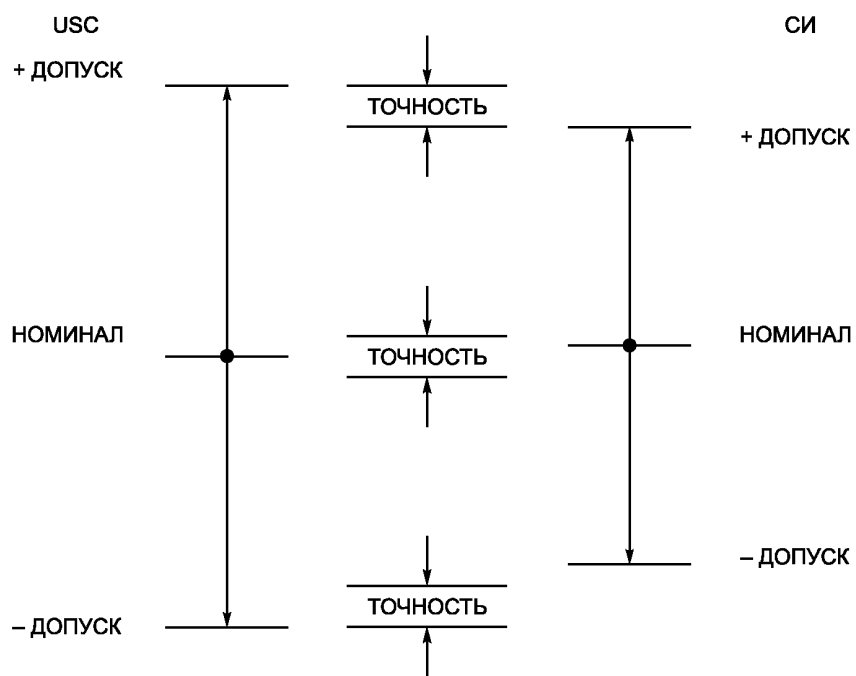 USC
СИ
+ ДОПУСК
ТОЧНОСТЬ
+ ДОПУСК
НОМИНАЛ
ТОЧНОСТЬ
НОМИНАЛ
– ДОПУСК
ТОЧНОСТЬ
– ДОПУСК